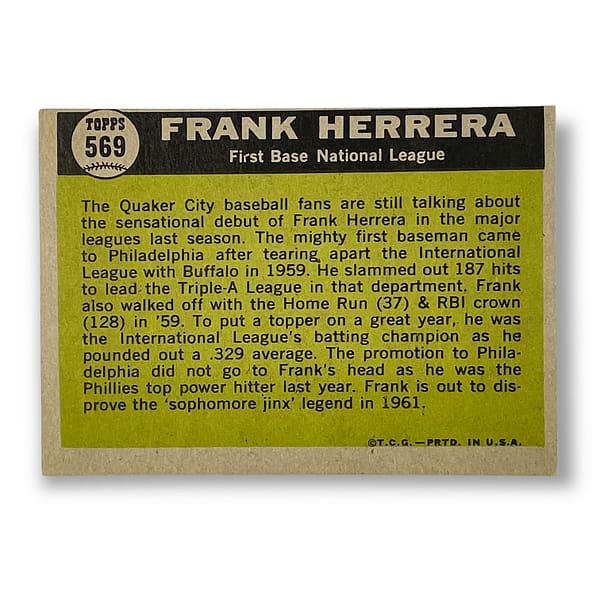 TOPPS
569
FRANK HERRERA
First Base National League
The Quaker City baseball fans are still talking about
the sensational debut of Frank Herrera in the major
leagues last season. The mighty first baseman came
to Philadelphia after tearing apart the International
League with Buffalo in 1959. He slammed out 187 hits
to lead the Triple-A League in that department. Frank
also walked off with the Home Run (37) & RBI crown
(128) in '59. To put a topper on a great year, he was
the International League's batting champion as he
pounded out a .329 average. The promotion to Phila-
delphia did not go to Frank's head as he was the
Phillies top power hitter last year. Frank is out to dis-
prove the 'sophomore jinx' legend in 1961.
©T.C.G.—PRTD. IN U.S.A.